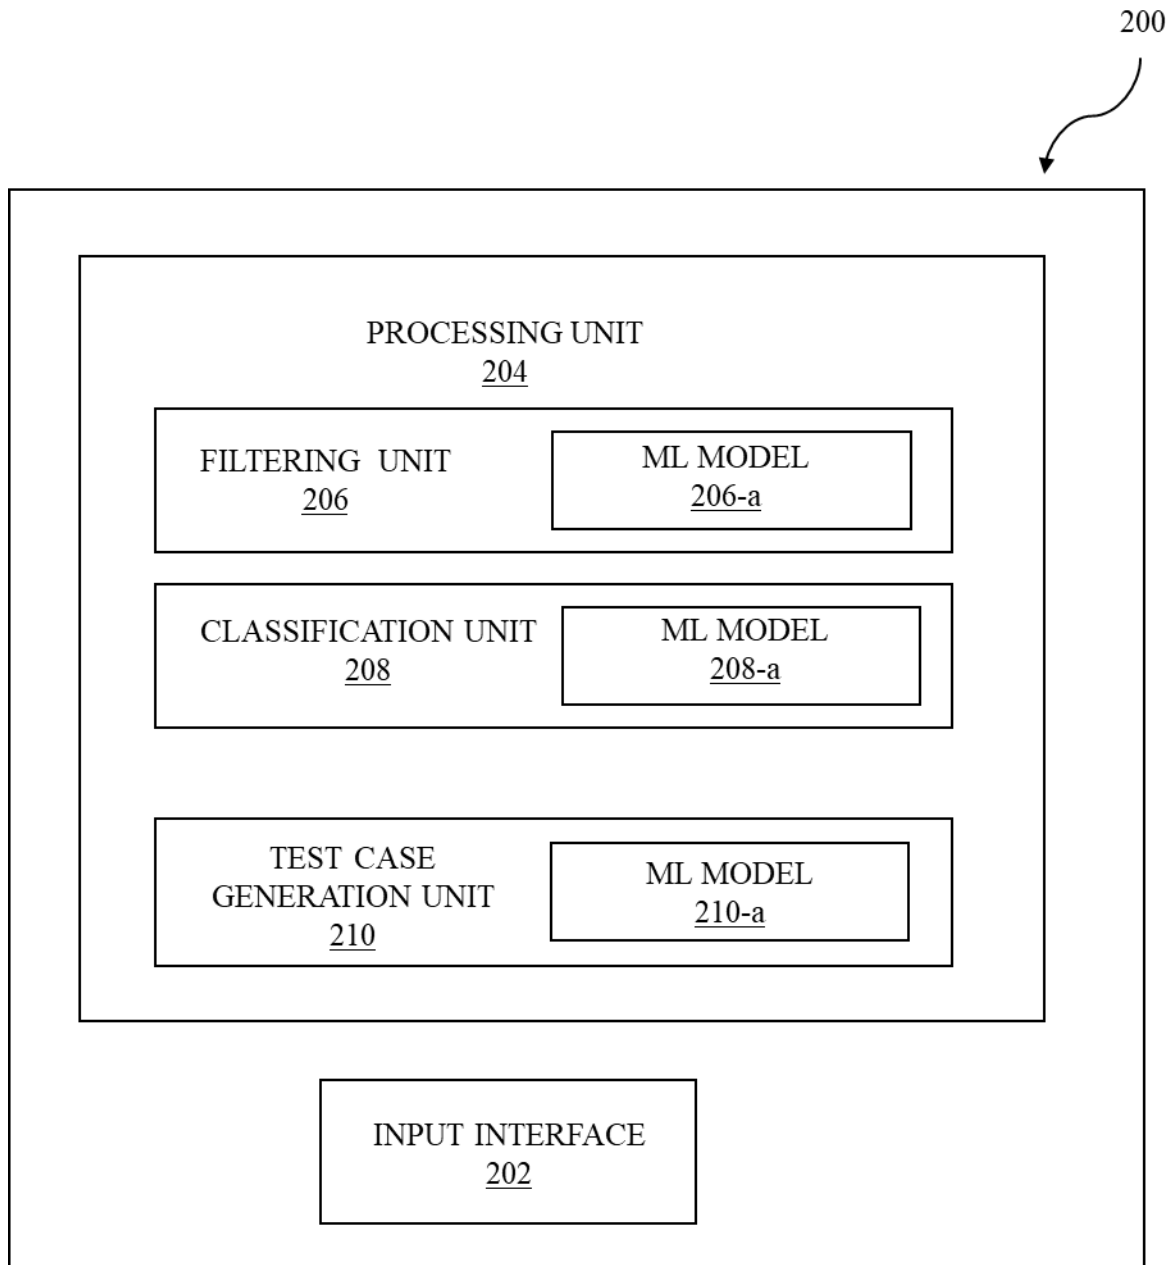 200
PROCESSING UNIT
204
FILTERING UNIT
206
ML MODEL
206-a
CLASSIFICATION UNIT
208
ML MODEL
208-a
TEST CASE
GENERATION UNIT
210
ML MODEL
210-a
INPUT INTERFACE
202